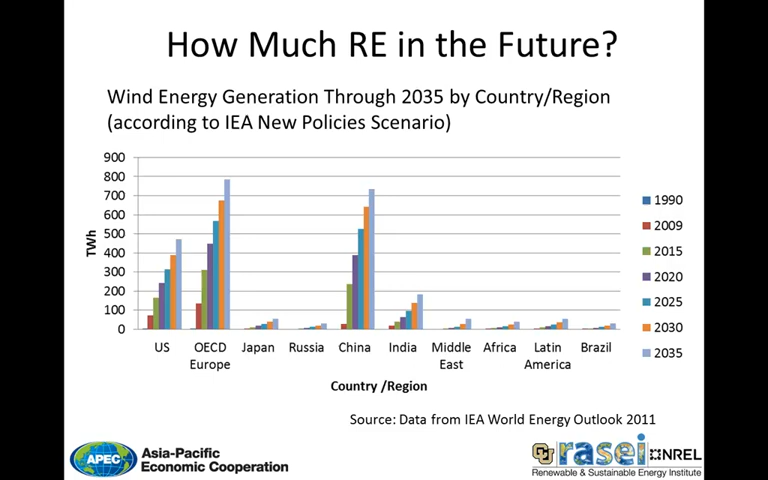 How Much RE in the Future?
Wind Energy Generation Through 2035 by Country/Region
(according to IEA New Policies Scenario)
900
800
700
600
500
400
300
200
100
0
TWh
US
OECD Europe
Japan
Russia
China
India
Middle East
Africa
Latin America
Brazil
Country /Region
1990
2009
2015
2020
2025
2030
2035
Source: Data from IEA World Energy Outlook 2011
APEC
Asia-Pacific
Economic Cooperation
CU
rasei
NREL
Renewable & Sustainable Energy Institute